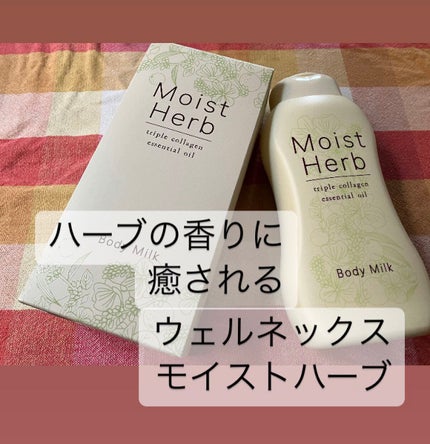 Moist
Herb
triple collagen
essential oil
Body Milk
Moist
Herb
triple collagen
essential oil
Body Milk
ハーブの香りに
癒される
ウェルネックス
モイストハーブ